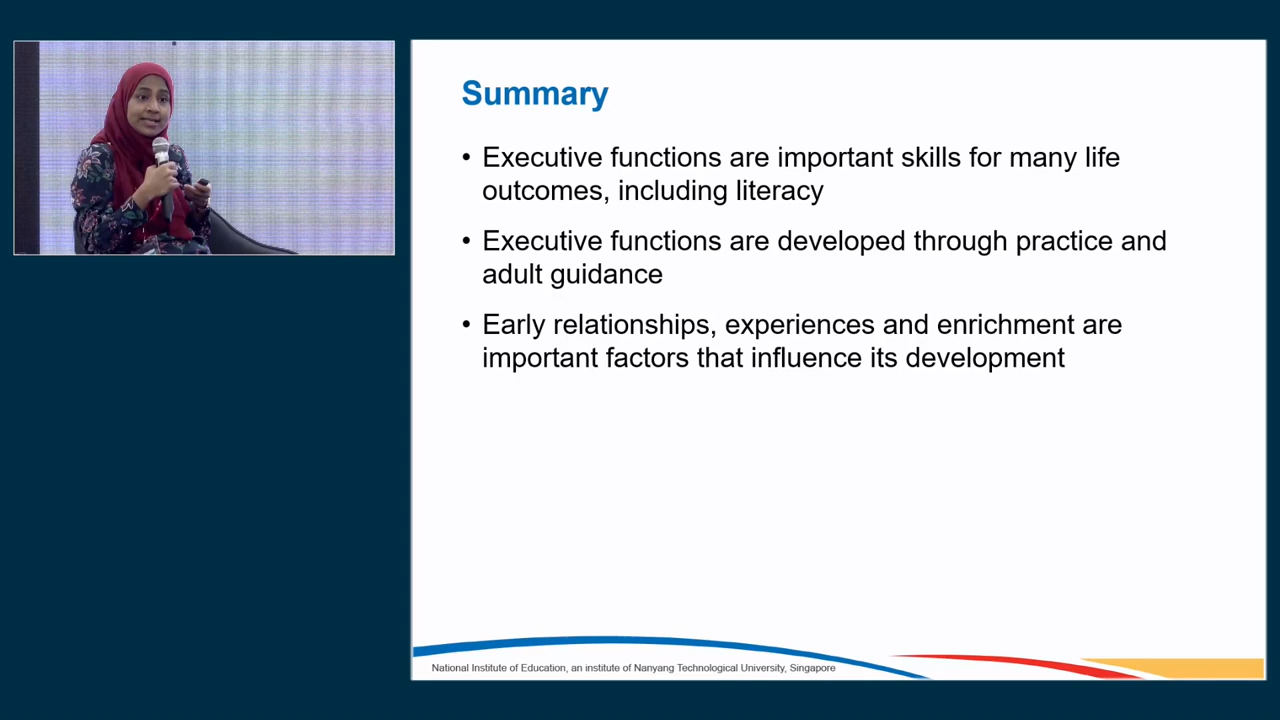 Summary
• Executive functions are important skills for many life
outcomes, including literacy
• Executive functions are developed through practice and
adult guidance
• Early relationships, experiences and enrichment are
important factors that influence its development
National Institute of Education, an institute of Nanyang Technological University, Singapore